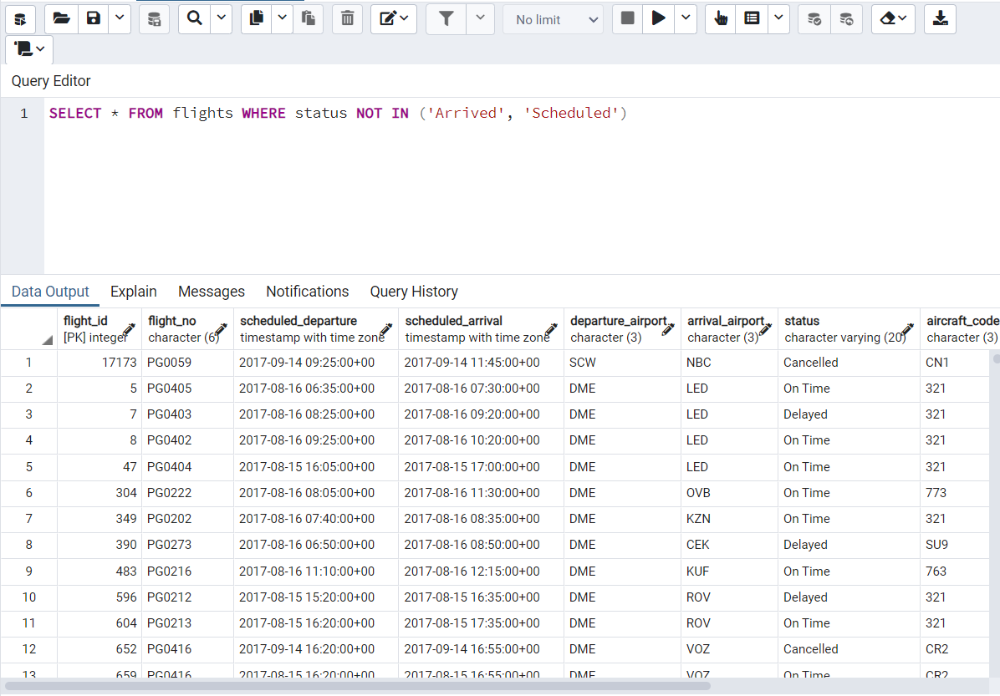 No limit
Query Editor
1 SELECT * FROM flights WHERE status NOT IN ('Arrived', 'Scheduled')
Data Output Explain Messages Notifications Query History
flight_id flight_no scheduled_departure scheduled_arrival departure_airport arrival_airport status aircraft_code
[PK] integer character (6) timestamp with time zone timestamp with time zone character (3) character (3) character varying (20) character (3)
1 17173 PG0059 2017-09-14 09:25:00+00 2017-09-14 11:45:00+00 SCW NBC Cancelled CN1
2 5 PG0405 2017-08-16 06:35:00+00 2017-08-16 07:30:00+00 DME LED On Time 321
3 7 PG0403 2017-08-16 08:25:00+00 2017-08-16 09:20:00+00 DME LED Delayed 321
4 8 PG0402 2017-08-16 09:25:00+00 2017-08-16 10:20:00+00 DME LED On Time 321
5 47 PG0404 2017-08-15 16:05:00+00 2017-08-15 17:00:00+00 DME LED On Time 321
6 304 PG0222 2017-08-16 08:05:00+00 2017-08-16 11:30:00+00 DME OVB On Time 773
7 349 PG0202 2017-08-16 07:40:00+00 2017-08-16 08:35:00+00 DME KZN On Time 321
8 390 PG0273 2017-08-16 06:50:00+00 2017-08-16 08:50:00+00 DME CEK Delayed SU9
9 483 PG0216 2017-08-16 11:10:00+00 2017-08-16 12:15:00+00 DME KUF On Time 763
10 596 PG0212 2017-08-15 15:20:00+00 2017-08-15 16:35:00+00 DME ROV Delayed 321
11 604 PG0213 2017-08-15 16:20:00+00 2017-08-15 17:35:00+00 DME ROV On Time 321
12 652 PG0416 2017-09-14 16:20:00+00 2017-09-14 16:55:00+00 DME VOZ Cancelled CR2
13 659 PG0416 2017-08-15 16:20:00+00 2017-08-15 16:55:00+00 DME VOZ On Time CR2